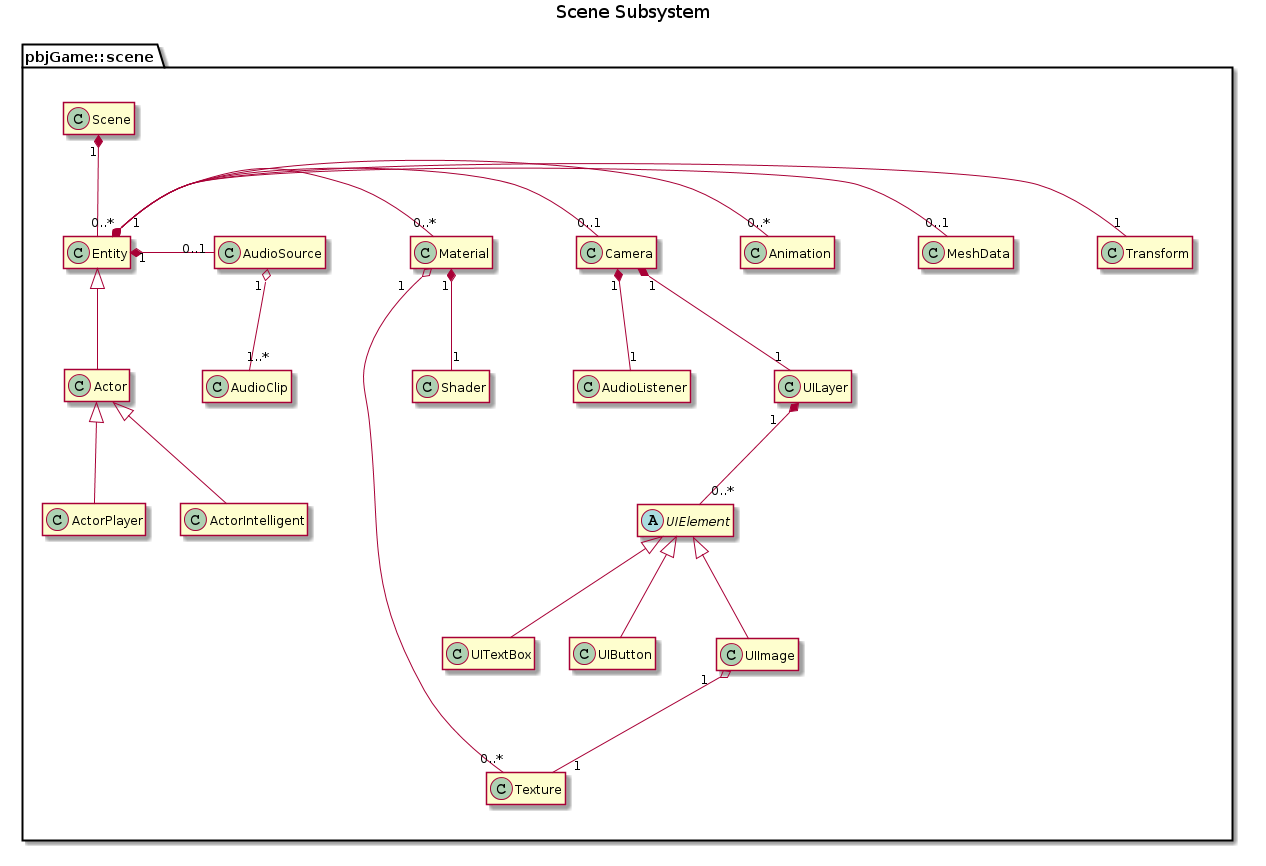 Scene Subsystem
pbjGame::scene
C Scene
1
0..* 1 0..* 0..1 0..* 0..1 1
C Entity 1 0..1 C AudioSource C Material C Camera C Animation C MeshData C Transform
1 1 1 1 1
1..* 1 1 1
C Actor C AudioClip C Shader C AudioListener C UILayer
1
0..*
C ActorPlayer C ActorIntelligent A UIElement
C UITextBox C UIButton C UIImage
1
0..* 1
C Texture